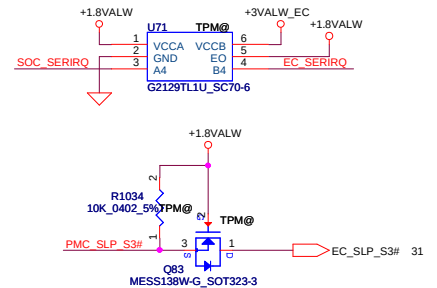 +1.8VALW
+3VALW_EC
+1.8VALW
U71 TPM@
1 VCCA VCCB 6
2 GND EO 5
3 A4 B4 4
SOC_SERIRQ
EC_SERIRQ
G2129TL1U_SC70-6
+1.8VALW
2
R1034
10K_0402_5% TPM@
1
2
G
TPM@
PMC_SLP_S3#
3
S
1
D
EC_SLP_S3# 31
Q83
MESS138W-G_SOT323-3